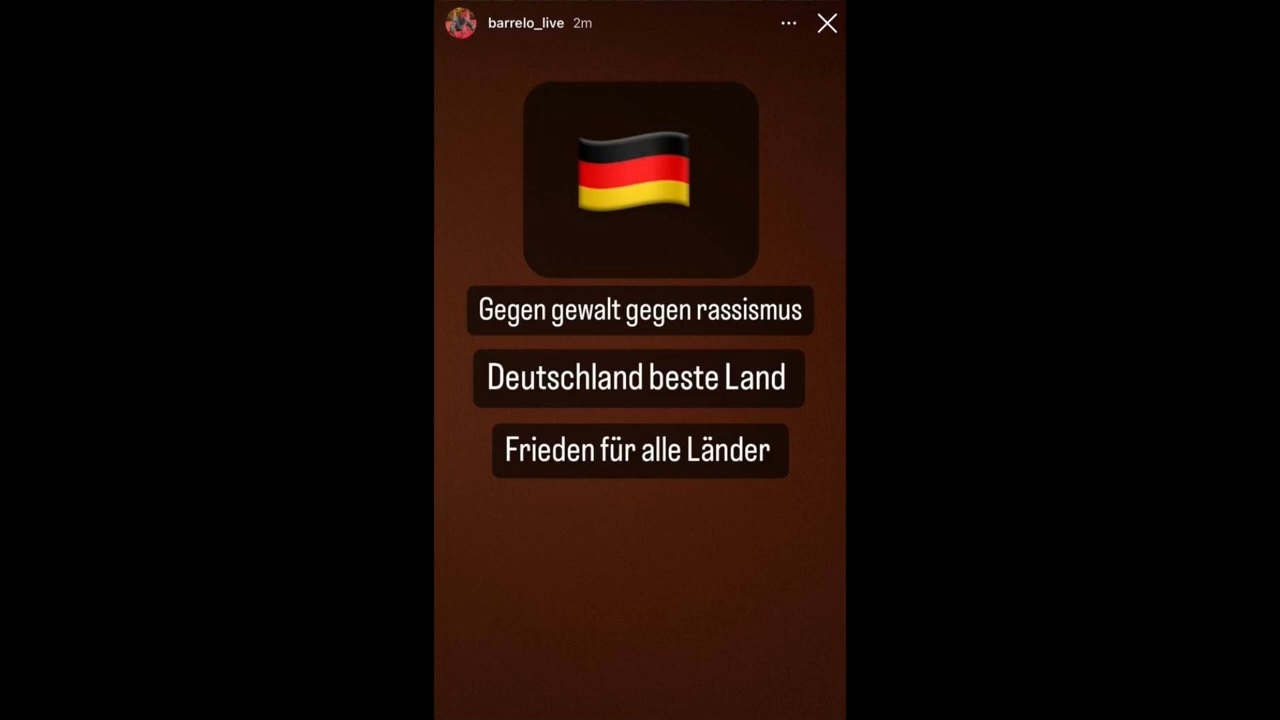 barrelo_live 2m
Gegen gewalt gegen rassismus
Deutschland beste Land
Frieden für alle Länder